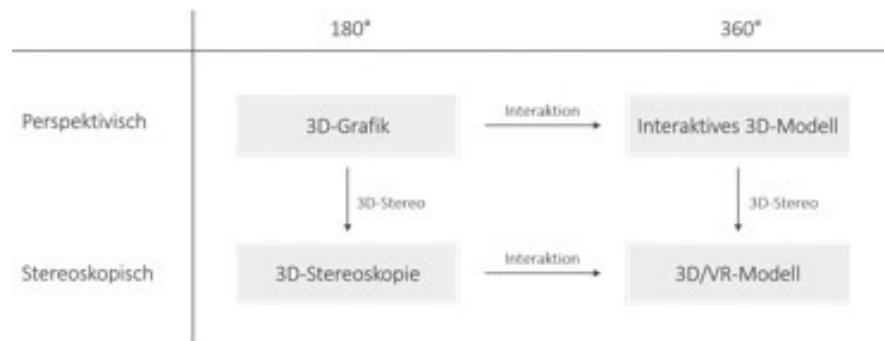 180° 360°
Perspektivisch 3D-Grafik Interaktion Interaktives 3D-Modell
3D-Stereo 3D-Stereo
Stereoskopisch 3D-Stereoskopie Interaktion 3D/VR-Modell